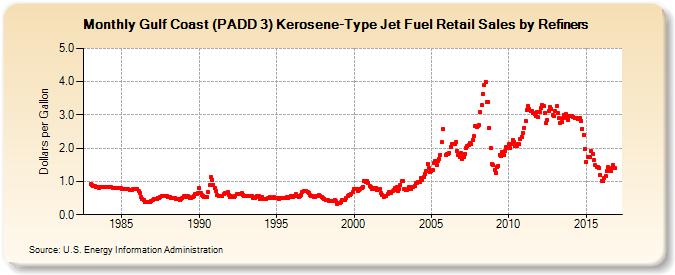 Monthly Gulf Coast (PADD 3) Kerosene-Type Jet Fuel Retail Sales by Refiners
Dollars per Gallon
5.0
4.0
3.0
2.0
1.0
0.0
1985 1990 1995 2000 2005 2010 2015
Source: U.S. Energy Information Administration